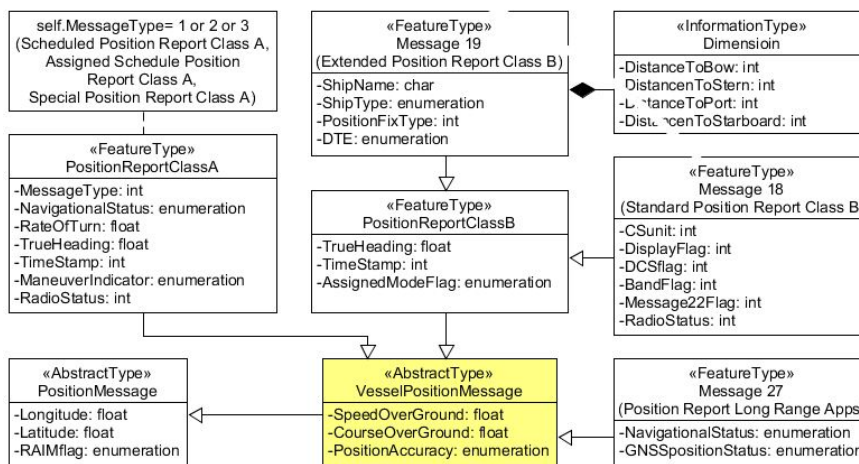 self.MessageType= 1 or 2 or 3
(Scheduled Position Report Class A,
Assigned Schedule Position
Report Class A,
Special Position Report Class A)
«FeatureType»
Message 19
(Extended Position Report Class B)
-ShipName: char
-ShipType: enumeration
-PositionFixType: int
-DTE: enumeration
«InformationType»
Dimensioin
-DistanceToBow: int
-DistancenToStern: int
-DistanceToPort: int
-DistancenToStarboard: int
«FeatureType»
PositionReportClassA
-MessageType: int
-NavigationalStatus: enumeration
-RateOfTurn: float
-TrueHeading: float
-TimeStamp: int
-ManeuverIndicator: enumeration
-RadioStatus: int
«FeatureType»
PositionReportClassB
-TrueHeading: float
-TimeStamp: int
-AssignedModeFlag: enumeration
«FeatureType»
Message 18
(Standard Position Report Class B
-CSunit: int
-DisplayFlag: int
-DCSflag: int
-BandFlag: int
-Message22Flag: int
-RadioStatus: int
«AbstractType»
PositionMessage
-Longitude: float
-Latitude: float
-RAIMflag: enumeration
«AbstractType»
VesselPositionMessage
-SpeedOverGround: float
-CourseOverGround: float
-PositionAccuracy: enumeration
«FeatureType»
Message 27
(Position Report Long Range Apps
-NavigationalStatus: enumeration
-GNSSpositionStatus: enumeration